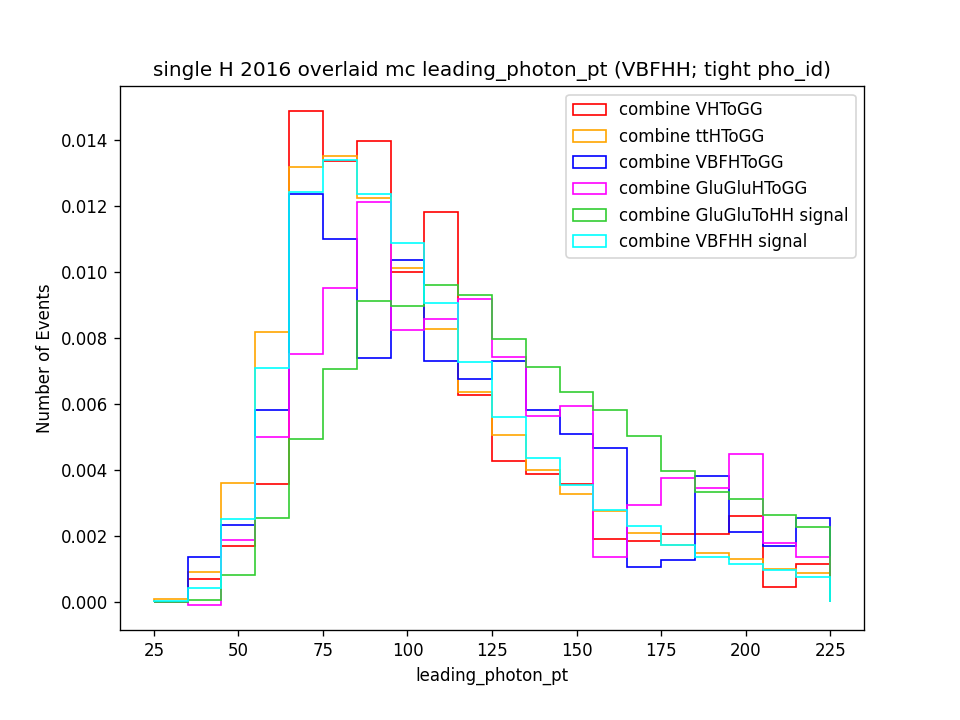 single H 2016 overlaid mc leading_photon_pt (VBFHH; tight pho_id)
combine VHToGG
combine ttHToGG
combine VBFHToGG
combine GluGluHToGG
combine GluGluToHH signal
combine VBFHH signal
Number of Events
0.014
0.012
0.010
0.008
0.006
0.004
0.002
0.000
25 50 75 100 125 150 175 200 225
leading_photon_pt